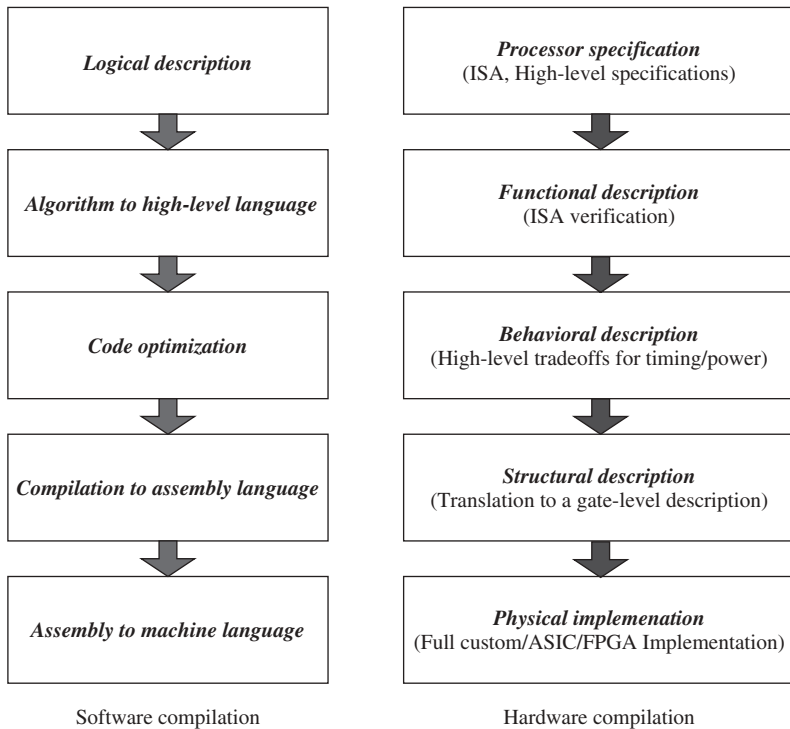 Logical description
Algorithm to high-level language
Code optimization
Compilation to assembly language
Assembly to machine language
Software compilation
Processor specification
(ISA, High-level specifications)
Functional description
(ISA verification)
Behavioral description
(High-level tradeoffs for timing/power)
Structural description
(Translation to a gate-level description)
Physical implemenation
(Full custom/ASIC/FPGA Implementation)
Hardware compilation